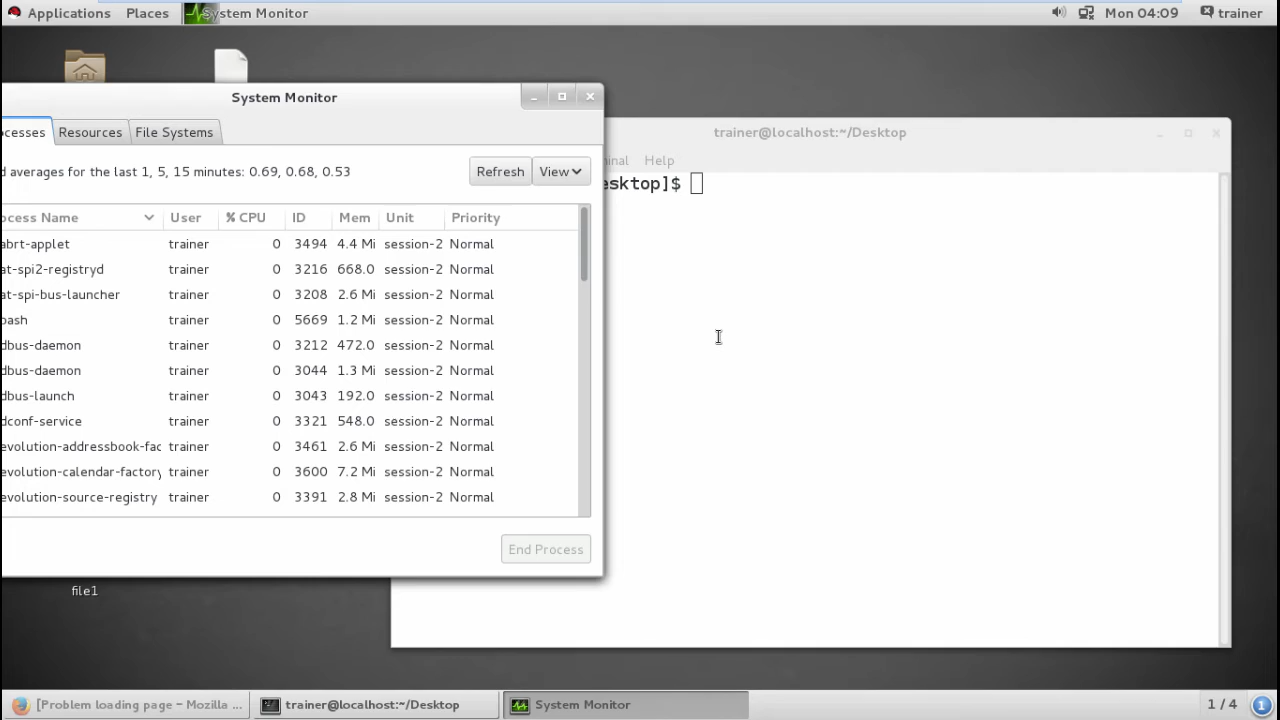 Applications Places System Monitor Mon 04:09 trainer
System Monitor
trainer@localhost:~/Desktop
ocesses Resources File Systems
inal Help
d averages for the last 1, 5, 15 minutes: 0.69, 0.68, 0.53 Refresh View
esktop]$
ocess Name User % CPU ID Mem Unit Priority
abrt-applet trainer 0 3494 4.4 Mi session-2 Normal
at-spi2-registryd trainer 0 3216 668.0 session-2 Normal
at-spi-bus-launcher trainer 0 3208 2.6 Mi session-2 Normal
bash trainer 0 5669 1.2 Mi session-2 Normal
dbus-daemon trainer 0 3212 472.0 session-2 Normal
dbus-daemon trainer 0 3044 1.3 Mi session-2 Normal
dbus-launch trainer 0 3043 192.0 session-2 Normal
dconf-service trainer 0 3321 548.0 session-2 Normal
evolution-addressbook-fac trainer 0 3461 2.6 Mi session-2 Normal
evolution-calendar-factory trainer 0 3600 7.2 Mi session-2 Normal
evolution-source-registry trainer 0 3391 2.8 Mi session-2 Normal
End Process
file1
[Problem loading page – Mozilla ... trainer@localhost:~/Desktop System Monitor 1 / 4 1